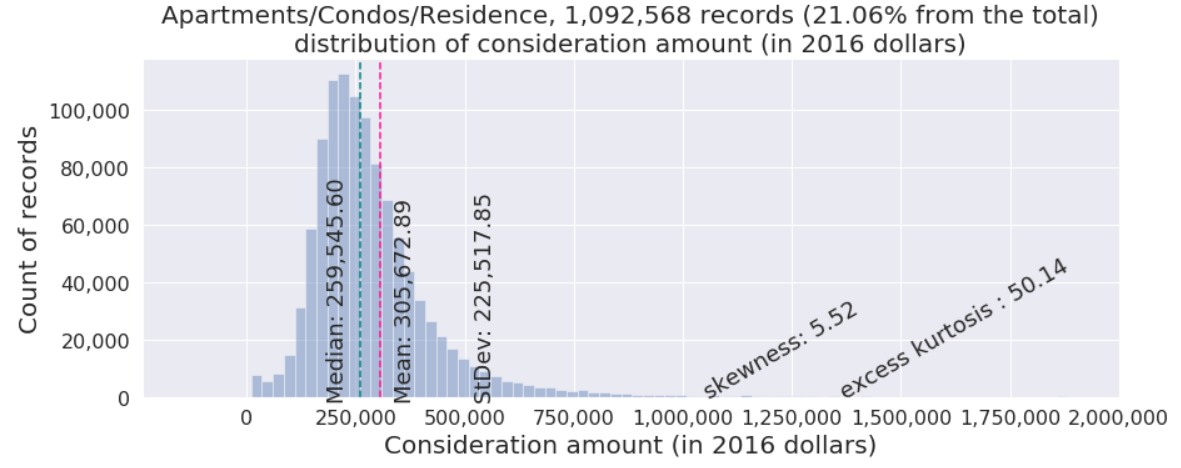 Apartments/Condos/Residence, 1,092,568 records (21.06% from the total)
distribution of consideration amount (in 2016 dollars)
Count of records
100,000
80,000
60,000
40,000
20,000
0
Median: 259,545.60
Mean: 305,672.89
StDev: 225,517.85
skewness: 5.52
excess kurtosis : 50.14
0
250,000
500,000
750,000
1,000,000
1,250,000
1,500,000
1,750,000
2,000,000
Consideration amount (in 2016 dollars)